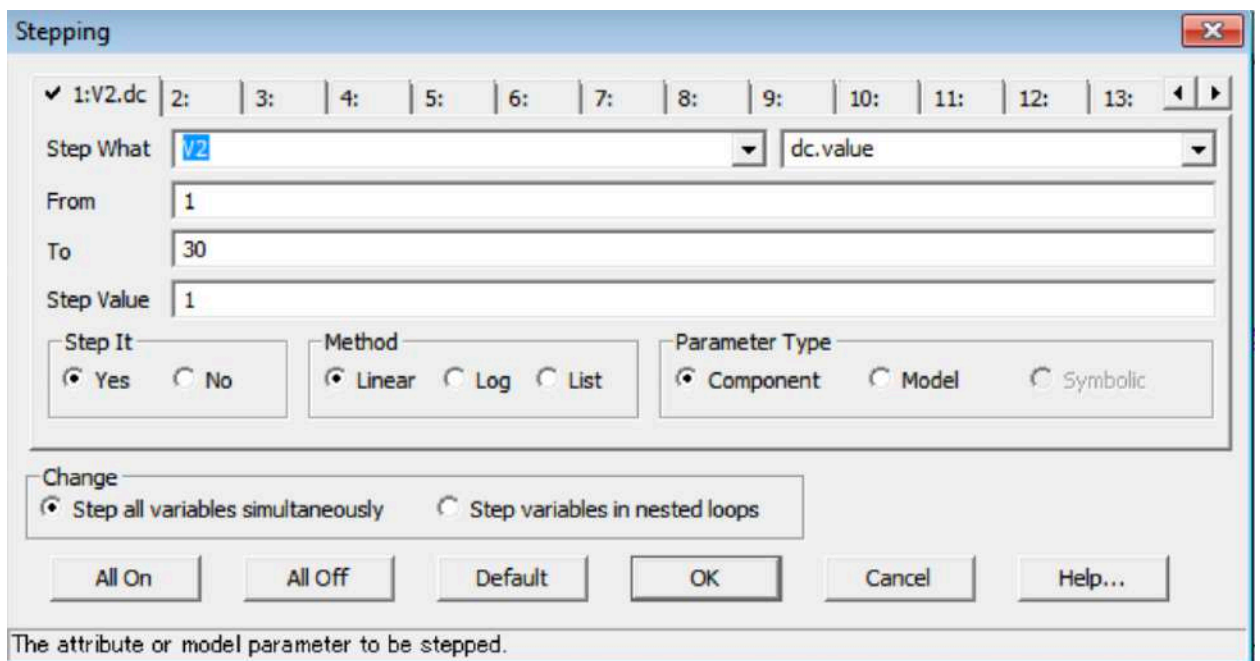 Stepping
1:V2.dc 2: 3: 4: 5: 6: 7: 8: 9: 10: 11: 12: 13:
Step What V2 dc.value
From 1
To 30
Step Value 1
Step It Method Parameter Type
Yes No Linear Log List Component Model Symbolic
Change
Step all variables simultaneously Step variables in nested loops
All On All Off Default OK Cancel Help...
The attribute or model parameter to be stepped.